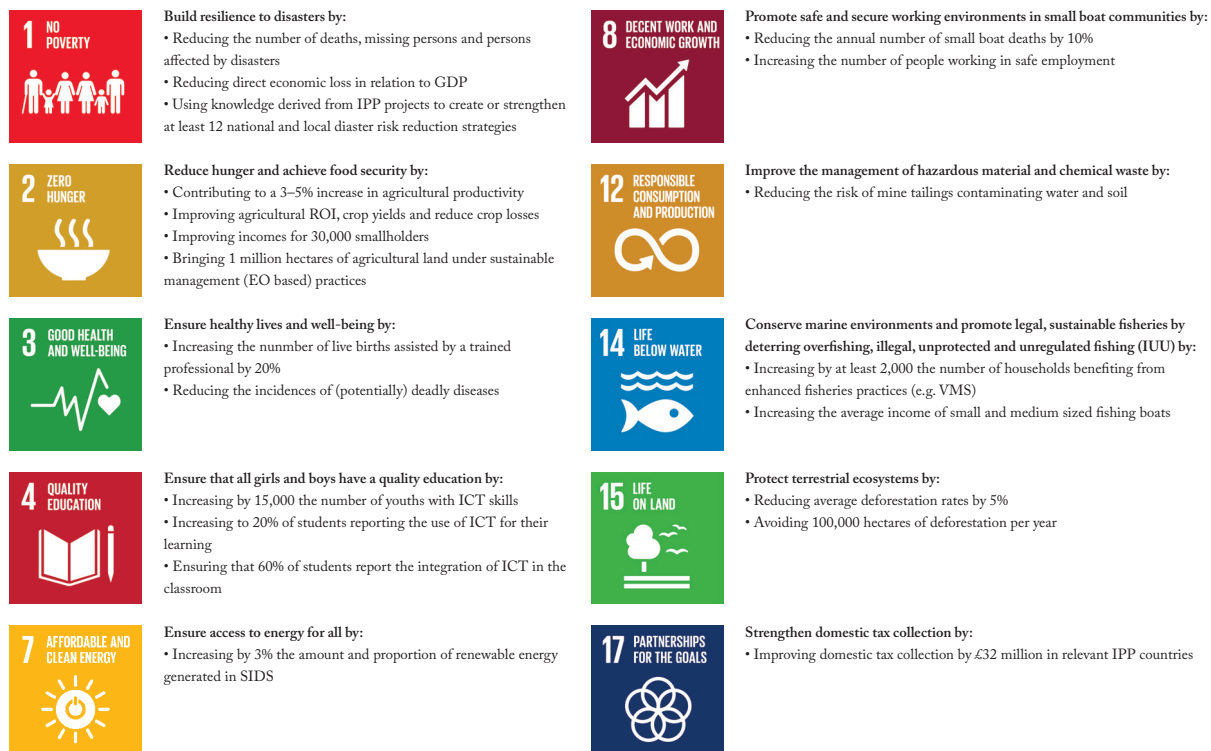 1 NO
POVERTY
Build resilience to disasters by:
• Reducing the number of deaths, missing persons and persons
affected by disasters
• Reducing direct economic loss in relation to GDP
• Using knowledge derived from IPP projects to create or strengthen
at least 12 national and local diaster risk reduction strategies
2 ZERO
HUNGER
Reduce hunger and achieve food security by:
• Contributing to a 3–5% increase in agricultural productivity
• Improving agricultural ROI, crop yields and reduce crop losses
• Improving incomes for 30,000 smallholders
• Bringing 1 million hectares of agricultural land under sustainable
management (EO based) practices
3 GOOD HEALTH
AND WELL-BEING
Ensure healthy lives and well-being by:
• Increasing the nunmber of live births assisted by a trained
professional by 20%
• Reducing the incidences of (potentially) deadly diseases
4 QUALITY
EDUCATION
Ensure that all girls and boys have a quality education by:
• Increasing by 15,000 the number of youths with ICT skills
• Increasing to 20% of students reporting the use of ICT for their
learning
• Ensuring that 60% of students report the integration of ICT in the
classroom
7 AFFORDABLE AND
CLEAN ENERGY
Ensure access to energy for all by:
• Increasing by 3% the amount and proportion of renewable energy
generated in SIDS
8 DECENT WORK AND
ECONOMIC GROWTH
Promote safe and secure working environments in small boat communities by:
• Reducing the annual number of small boat deaths by 10%
• Increasing the number of people working in safe employment
12 RESPONSIBLE
CONSUMPTION
AND PRODUCTION
Improve the management of hazardous material and chemical waste by:
• Reducing the risk of mine tailings contaminating water and soil
14 LIFE
BELOW WATER
Conserve marine environments and promote legal, sustainable fisheries by
deterring overfishing, illegal, unprotected and unregulated fishing (IUU) by:
• Increasing by at least 2,000 the number of households benefiting from
enhanced fisheries practices (e.g. VMS)
• Increasing the average income of small and medium sized fishing boats
15 LIFE
ON LAND
Protect terrestrial ecosystems by:
• Reducing average deforestation rates by 5%
• Avoiding 100,000 hectares of deforestation per year
17 PARTNERSHIPS
FOR THE GOALS
Strengthen domestic tax collection by:
• Improving domestic tax collection by £32 million in relevant IPP countries